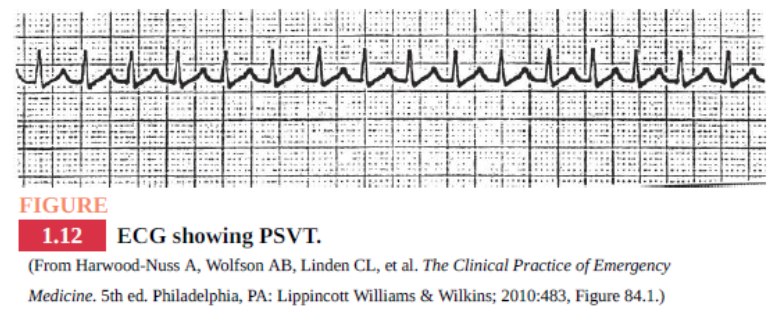 FIGURE
1.12 ECG showing PSVT.
(From Harwood-Nuss A, Wolfson AB, Linden CL, et al. The Clinical Practice of Emergency
Medicine. 5th ed. Philadelphia, PA: Lippincott Williams & Wilkins; 2010:483, Figure 84.1.)